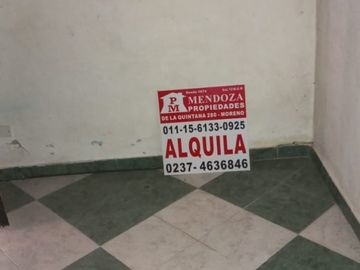 PM
MENDOZA
PROPIEDADES
DE LA QUINTANA 280 - MORENO
011-15-6133-0925
ALQUILA
0237- 4636846